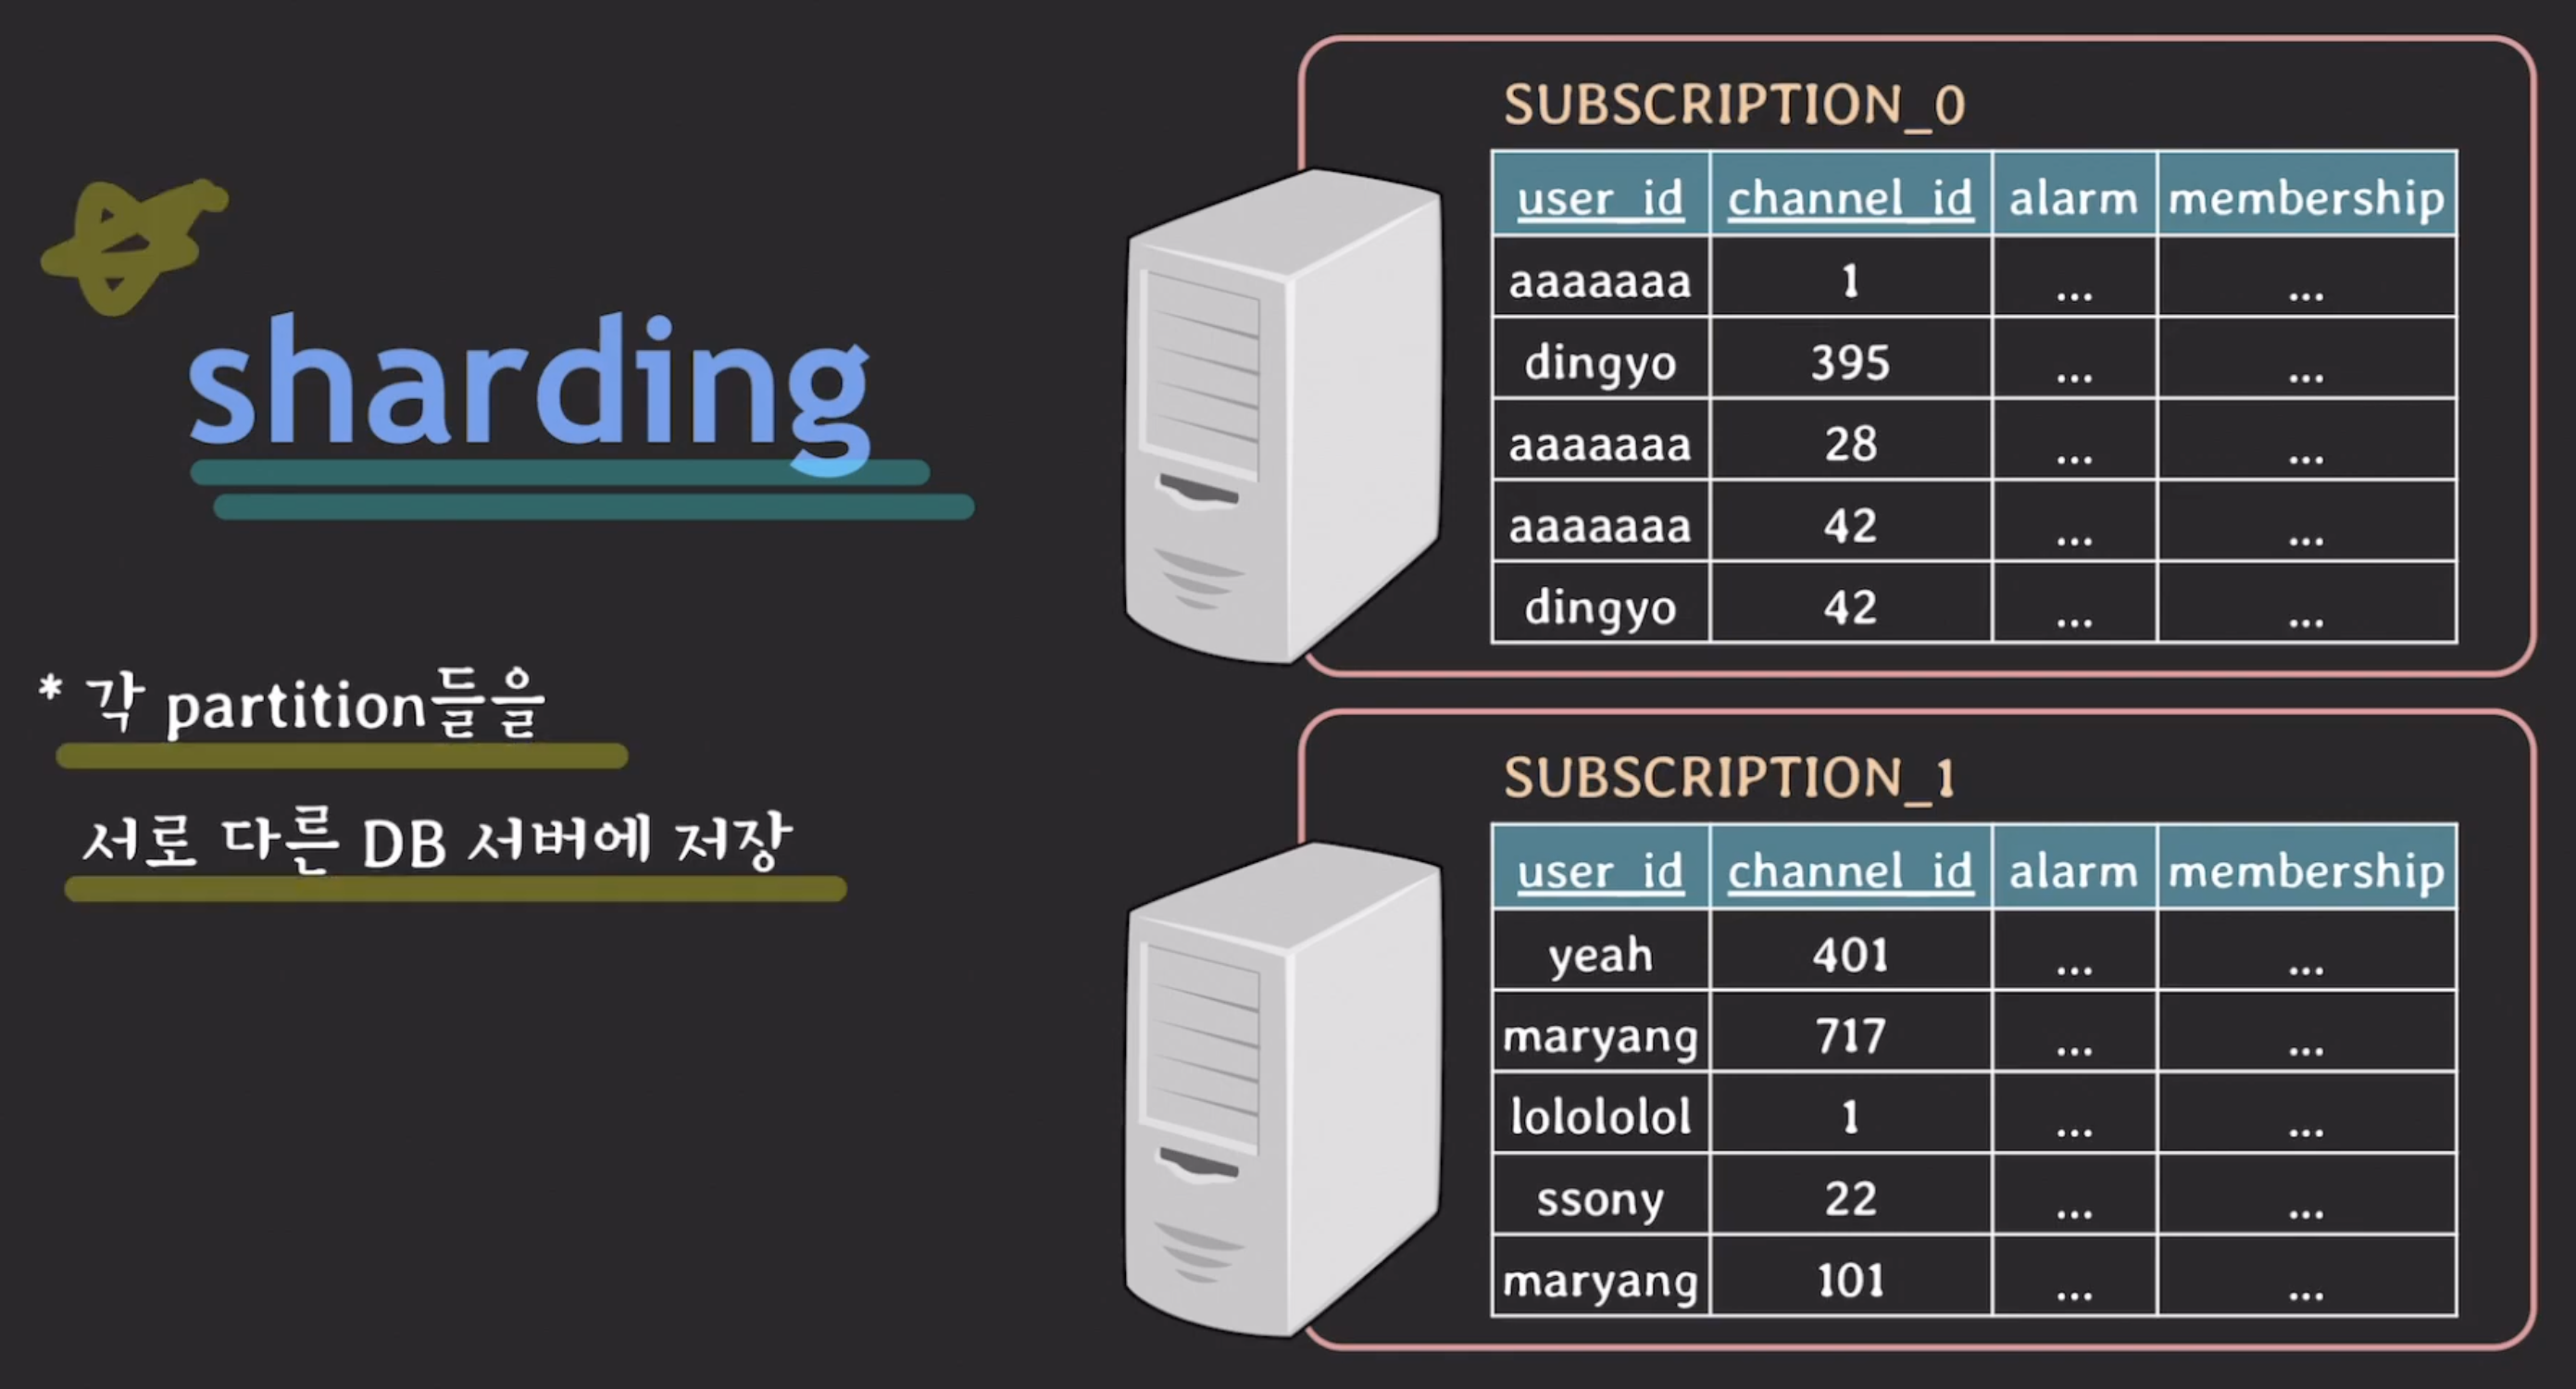 sharding
* 각 partition들을
서로 다른 DB 서버에 저장
SUBSCRIPTION_0
user_id channel_id alarm membership
aaaaaaa 1 ... ...
dingyo 395 ... ...
aaaaaaa 28 ... ...
aaaaaaa 42 ... ...
dingyo 42 ... ...
SUBSCRIPTION_1
user_id channel_id alarm membership
yeah 401 ... ...
maryang 717 ... ...
lolololol 1 ... ...
ssony 22 ... ...
maryang 101 ... ...